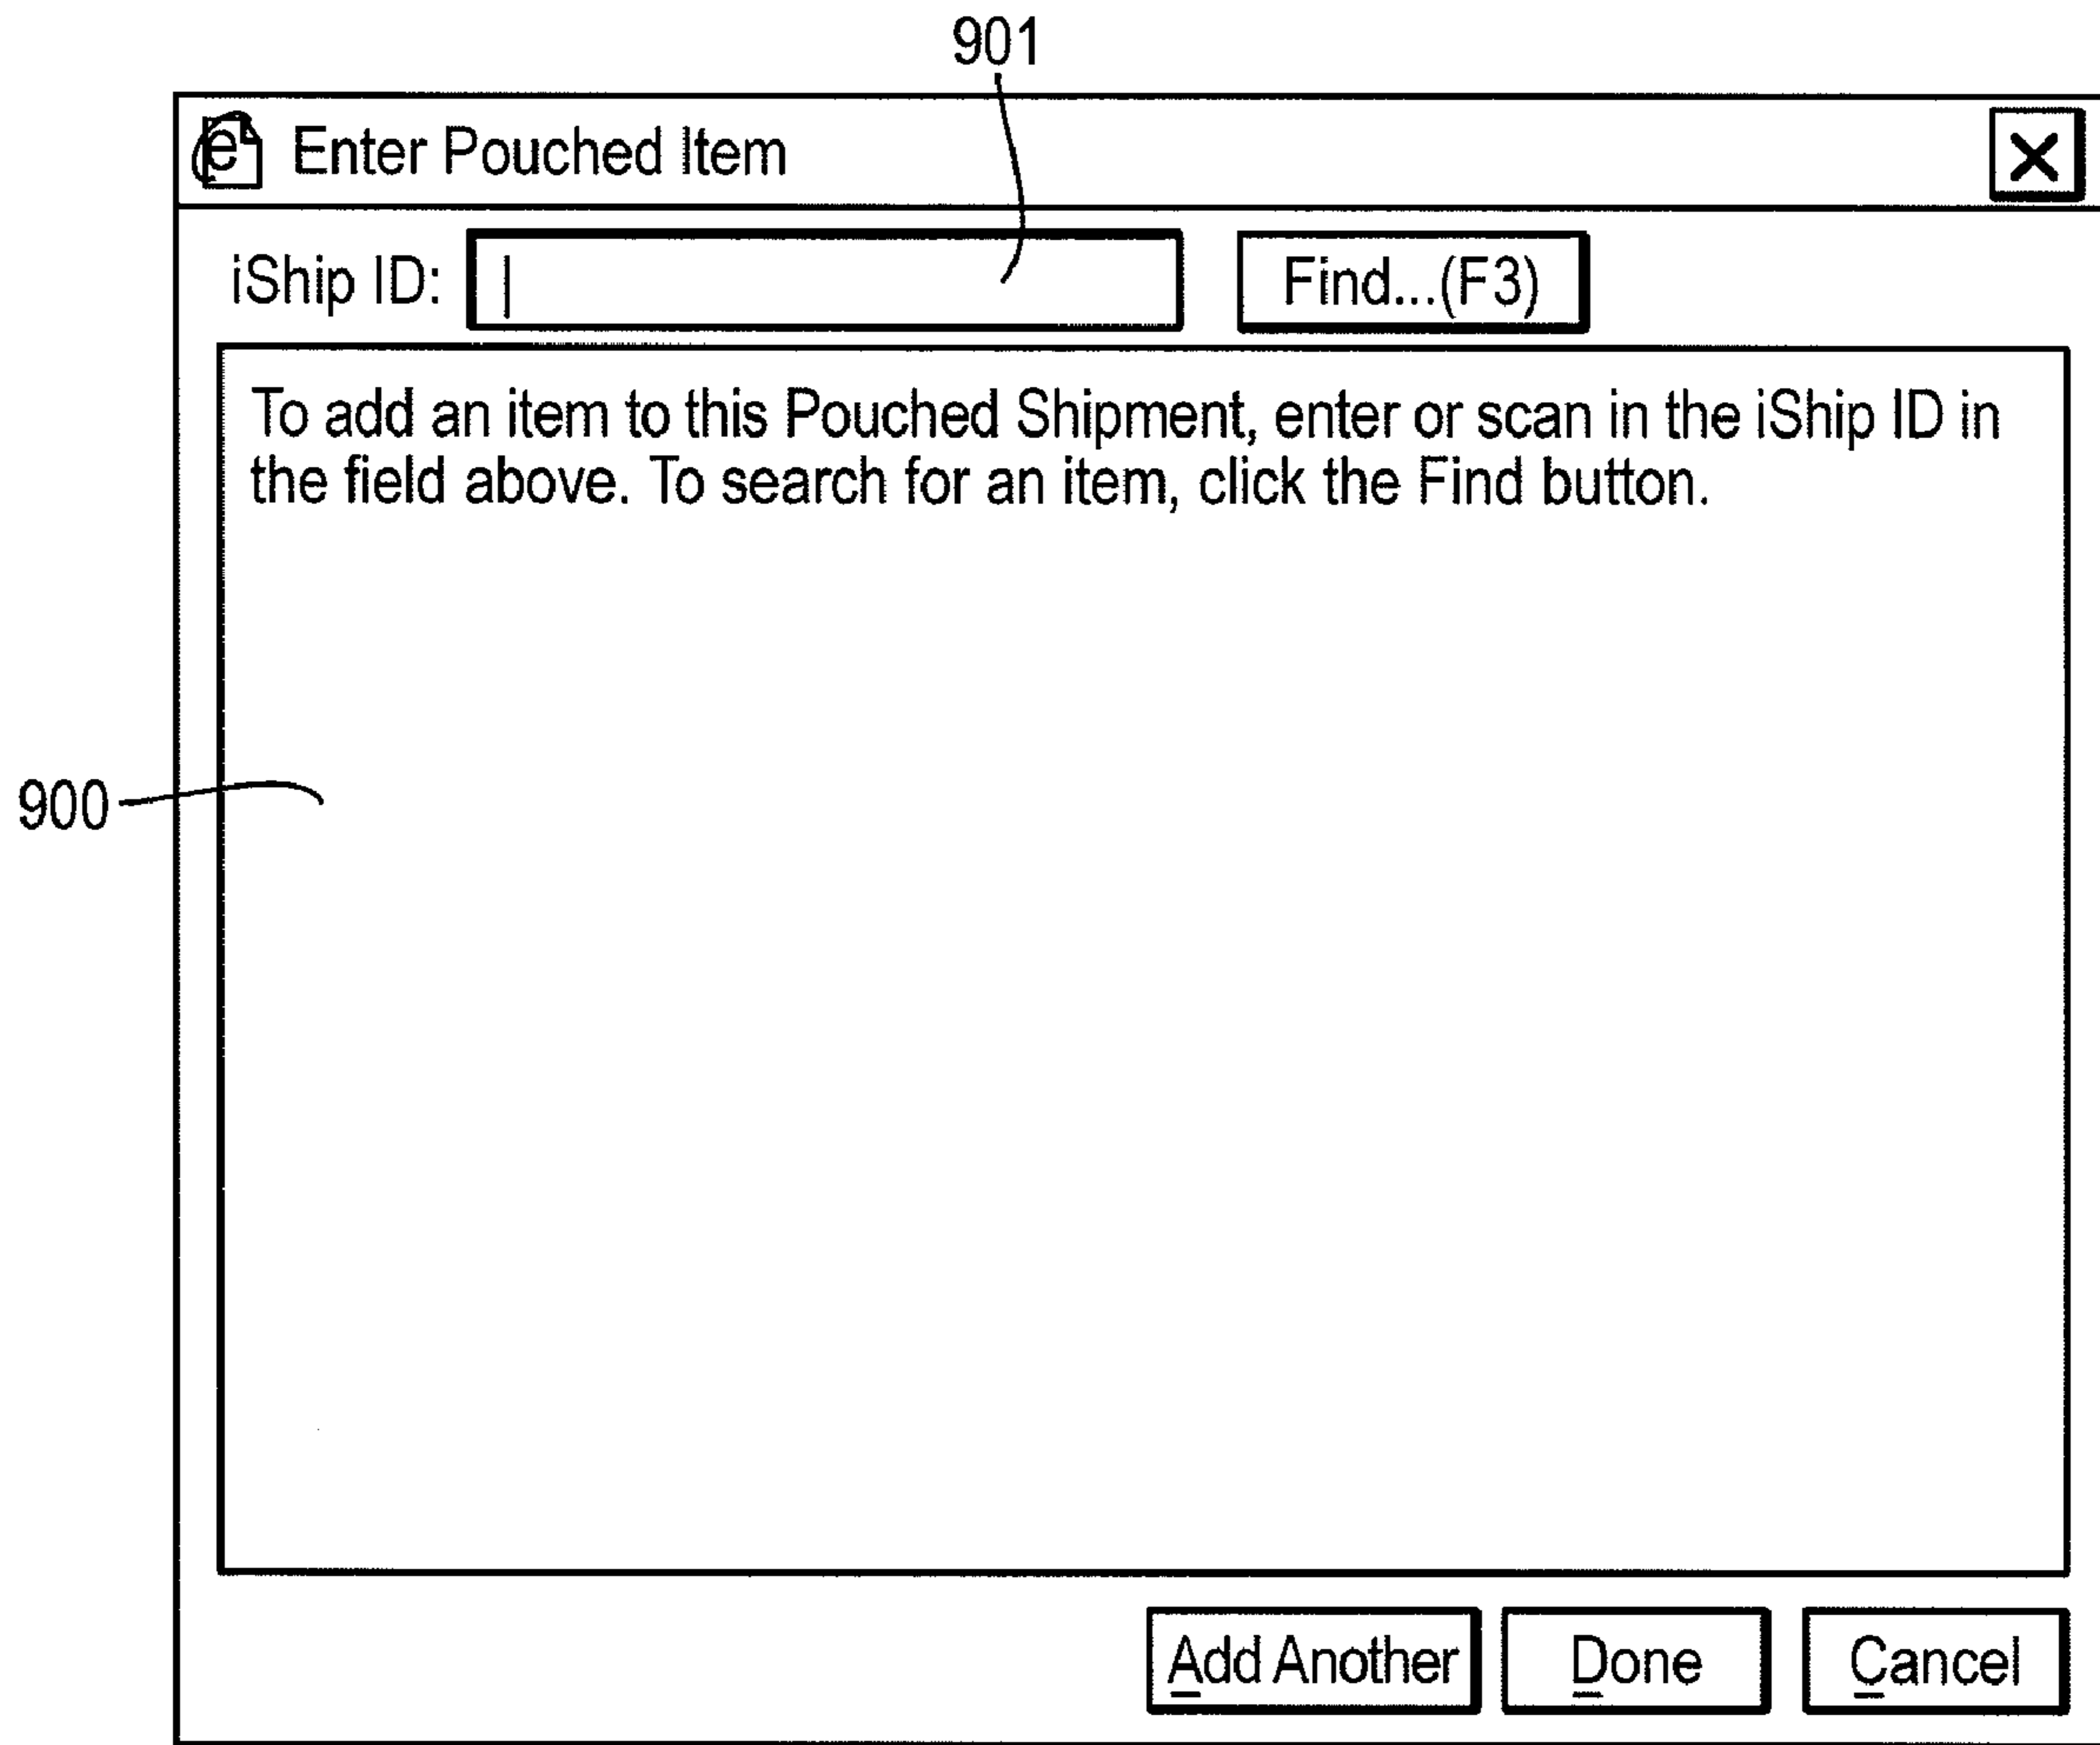 901
Enter Pouched Item
iShip ID:
Find...(F3)
To add an item to this Pouched Shipment, enter or scan in the iShip ID in
the field above. To search for an item, click the Find button.
900
Add Another
Done
Cancel